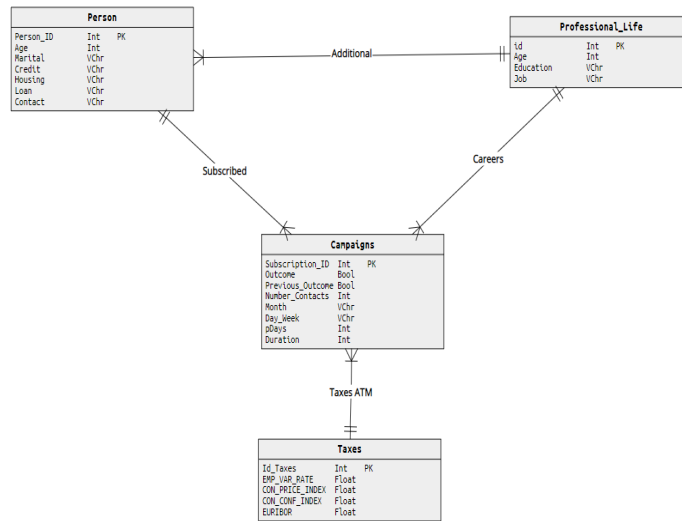 Person
Person_ID Int PK
Age Int
Marital VChr
Credit VChr
Housing VChr
Loan VChr
Contact VChr
Professional_Life
id Int PK
Age Int
Education VChr
Job VChr
Additional
Subscribed
Careers
Campaigns
Subscription_ID Int PK
Outcome Bool
Previous_Outcome Bool
Number_Contacts Int
Month VChr
Day_Week VChr
pDays Int
Duration Int
Taxes ATM
Taxes
Id_Taxes Int PK
EMP_VAR_RATE Float
CON_PRICE_INDEX Float
CON_CONF_INDEX Float
EURIBOR Float